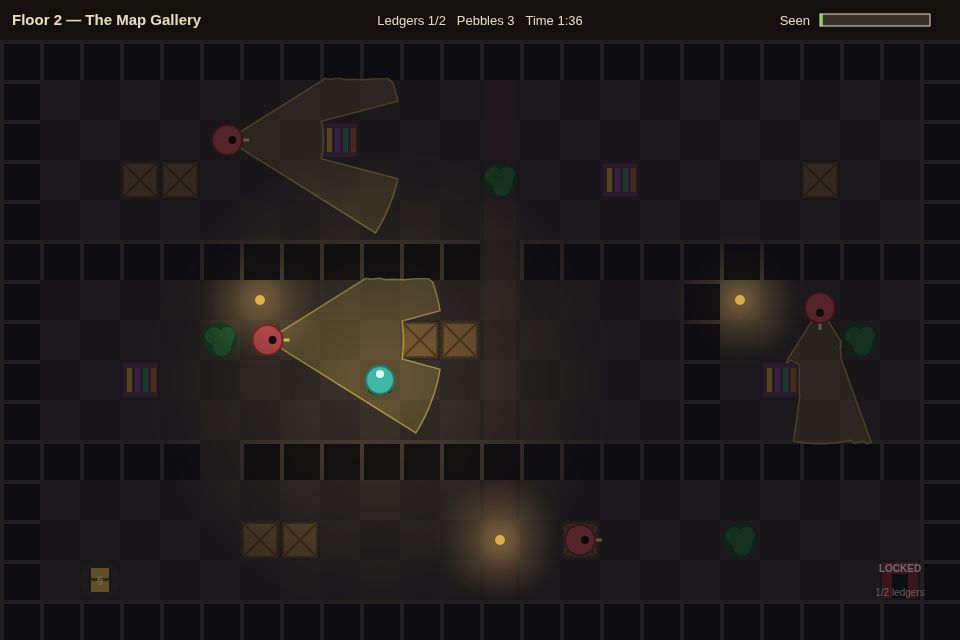 Floor 2 — The Map Gallery
Ledgers 1/2 Pebbles 3 Time 1:36
Seen
LOCKED
1/2 ledgers